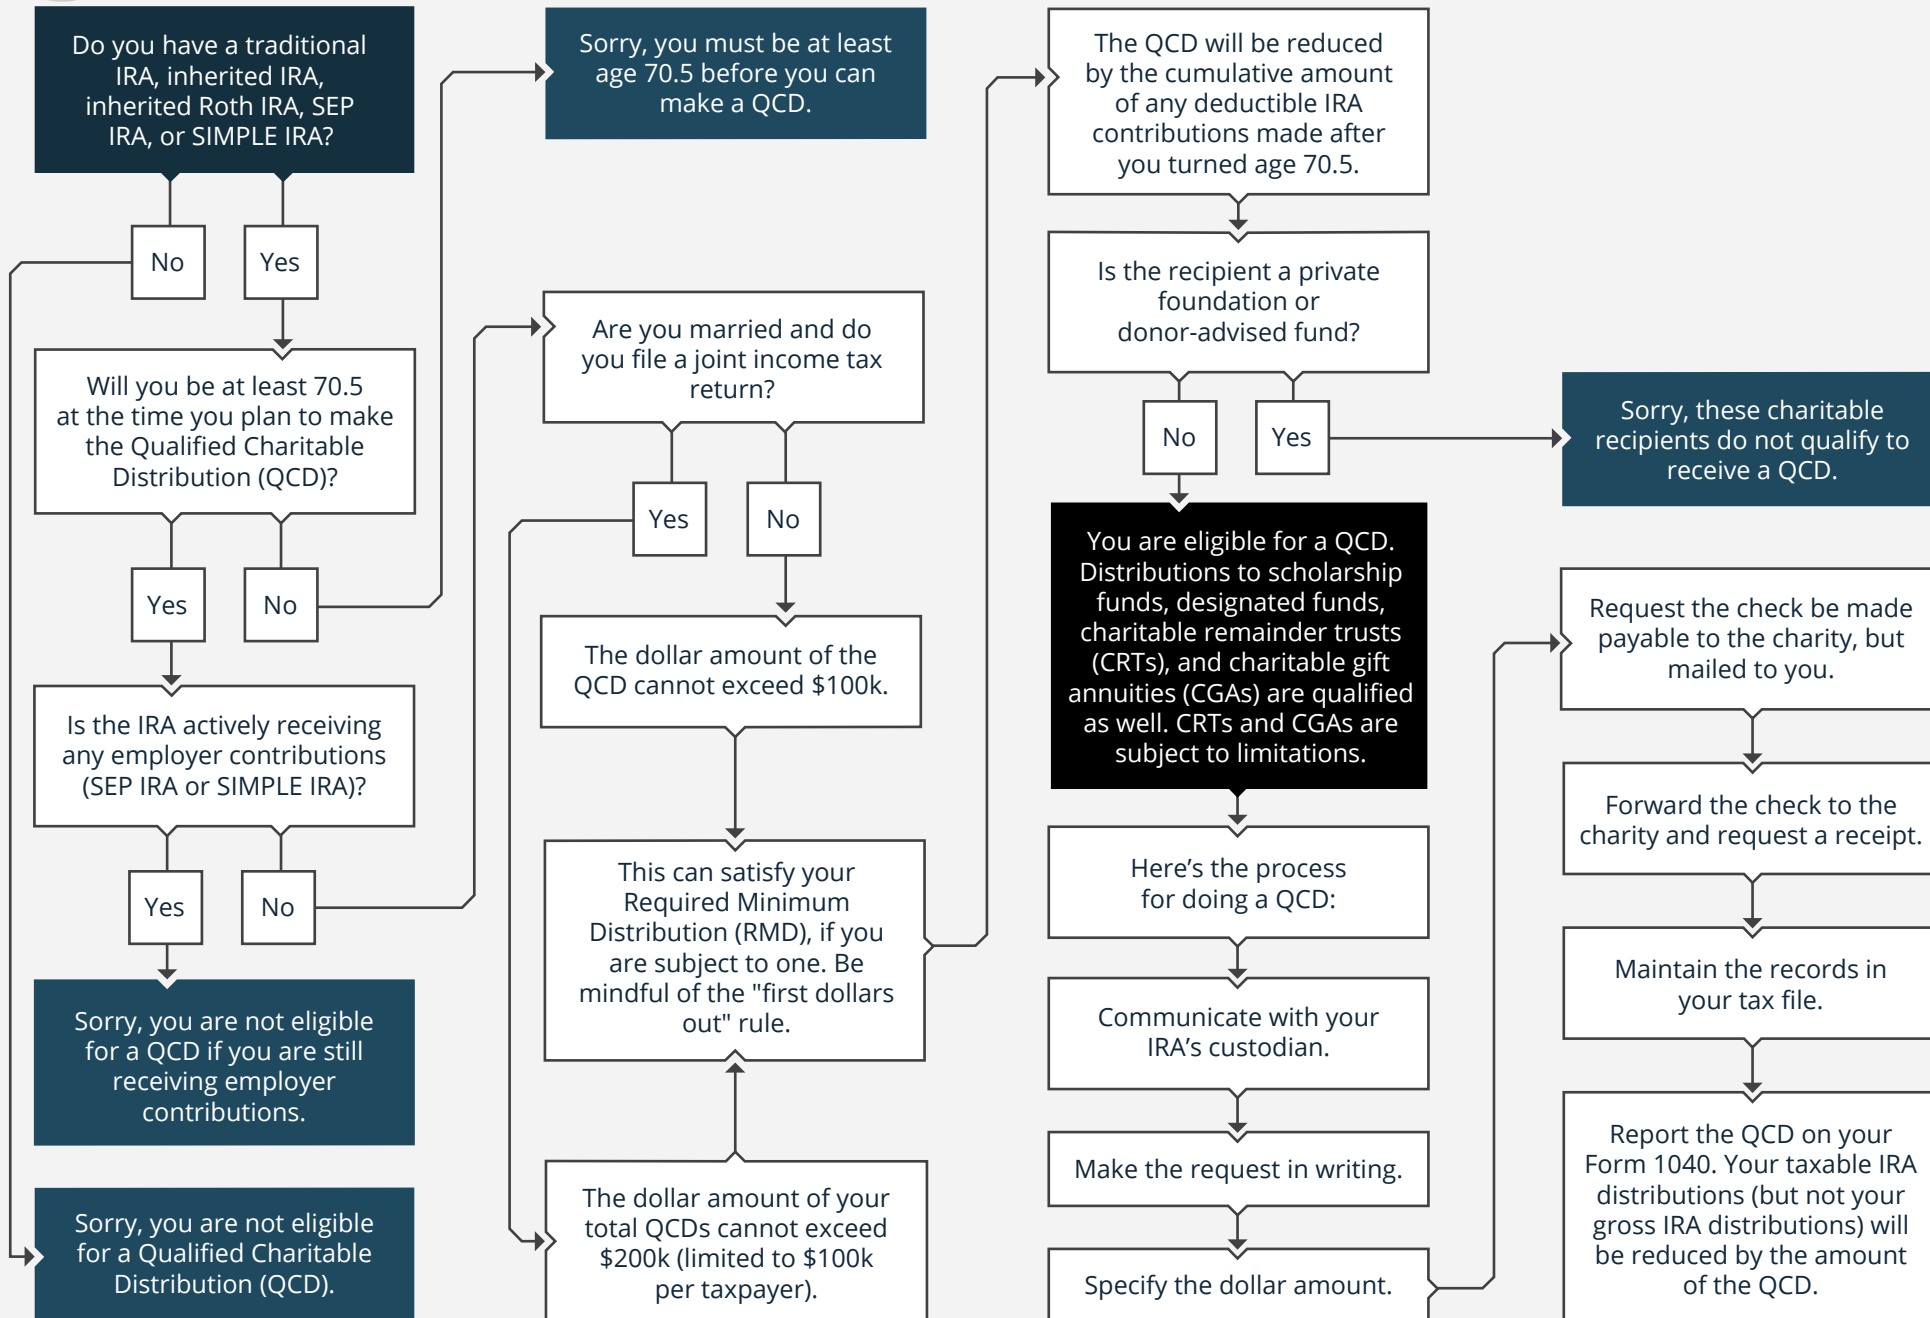 Do you have a traditional
IRA, inherited IRA,
inherited Roth IRA, SEP
IRA, or SIMPLE IRA?
No
Yes
Will you be at least 70.5
at the time you plan to make
the Qualified Charitable
Distribution (QCD)?
Yes
No
Is the IRA actively receiving
any employer contributions
(SEP IRA or SIMPLE IRA)?
Yes
No
Sorry, you are not eligible
for a QCD if you are still
receiving employer
contributions.
Sorry, you are not eligible
for a Qualified Charitable
Distribution (QCD).
Sorry, you must be at least
age 70.5 before you can
make a QCD.
Are you married and do
you file a joint income tax
return?
Yes
No
The dollar amount of the
QCD cannot exceed $100k.
This can satisfy your
Required Minimum
Distribution (RMD), if you
are subject to one. Be
mindful of the "first dollars
out" rule.
The dollar amount of your
total QCDs cannot exceed
$200k (limited to $100k
per taxpayer).
The QCD will be reduced
by the cumulative amount
of any deductible IRA
contributions made after
you turned age 70.5.
Is the recipient a private
foundation or
donor-advised fund?
No
Yes
Sorry, these charitable
recipients do not qualify to
receive a QCD.
You are eligible for a QCD.
Distributions to scholarship
funds, designated funds,
charitable remainder trusts
(CRTs), and charitable gift
annuities (CGAs) are qualified
as well. CRTs and CGAs are
subject to limitations.
Here’s the process
for doing a QCD:
Communicate with your
IRA’s custodian.
Make the request in writing.
Specify the dollar amount.
Request the check be made
payable to the charity, but
mailed to you.
Forward the check to the
charity and request a receipt.
Maintain the records in
your tax file.
Report the QCD on your
Form 1040. Your taxable IRA
distributions (but not your
gross IRA distributions) will
be reduced by the amount
of the QCD.